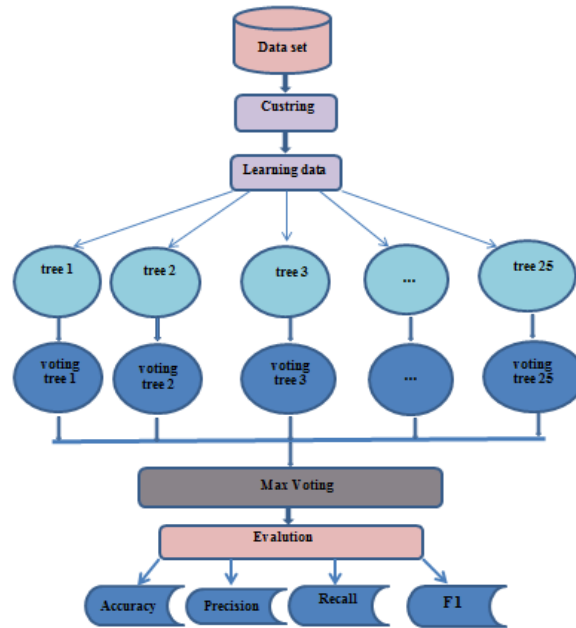 Data set
Custring
Learning data
tree 1
tree 2
tree 3
...
tree 25
voting
tree 1
voting
tree 2
voting
tree 3
...
voting
tree 25
Max Voting
Evalution
Accuracy
Precision
Recall
F1